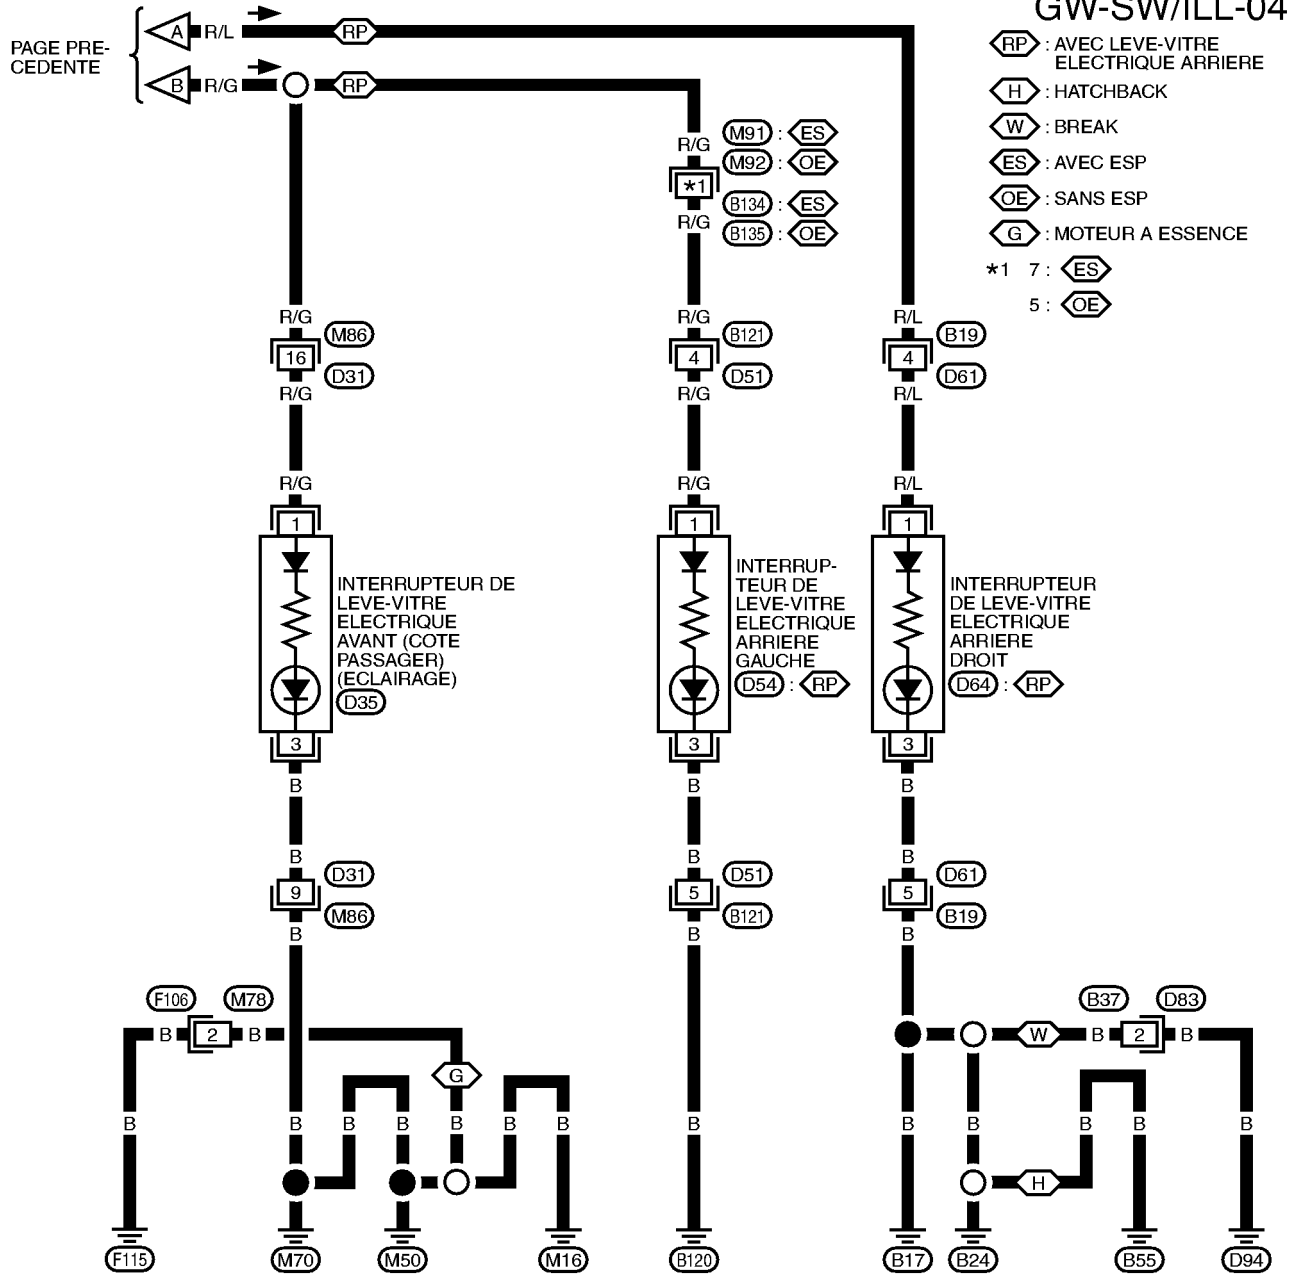 GW-SW/ILL-04
PAGE PRE-
CEDENTE
A R/L RP
B R/G RP
RP : AVEC LEVE-VITRE
ELECTRIQUE ARRIERE
H : HATCHBACK
W : BREAK
ES : AVEC ESP
OE : SANS ESP
G : MOTEUR A ESSENCE
*1 7 : ES
5 : OE
R/G M91 : ES
M92 : OE
*1
B134 : ES
R/G B135 : OE
R/G R/G R/L
M86 B121 B19
16 4 4
D31 D51 D61
R/G R/G R/L
R/G R/G R/L
1 1 1
INTERRUPTEUR DE
LEVE-VITRE
ELECTRIQUE
AVANT (COTE
PASSAGER)
(ECLAIRAGE)
D35
INTERRUP-
TEUR DE
LEVE-VITRE
ELECTRIQUE
ARRIERE
GAUCHE
D54 : RP
INTERRUPTEUR
DE LEVE-VITRE
ELECTRIQUE
ARRIERE
DROIT
D64 : RP
3 3 3
B B B
B B B
D31 D51 D61
9 5 5
M86 B121 B19
B B B
F106 M78 B37 D83
B 2 B W B 2 B
G
B B B B B B B B B B B B B B
H
F115 M70 M50 M16 B120 B17 B24 B55 D94